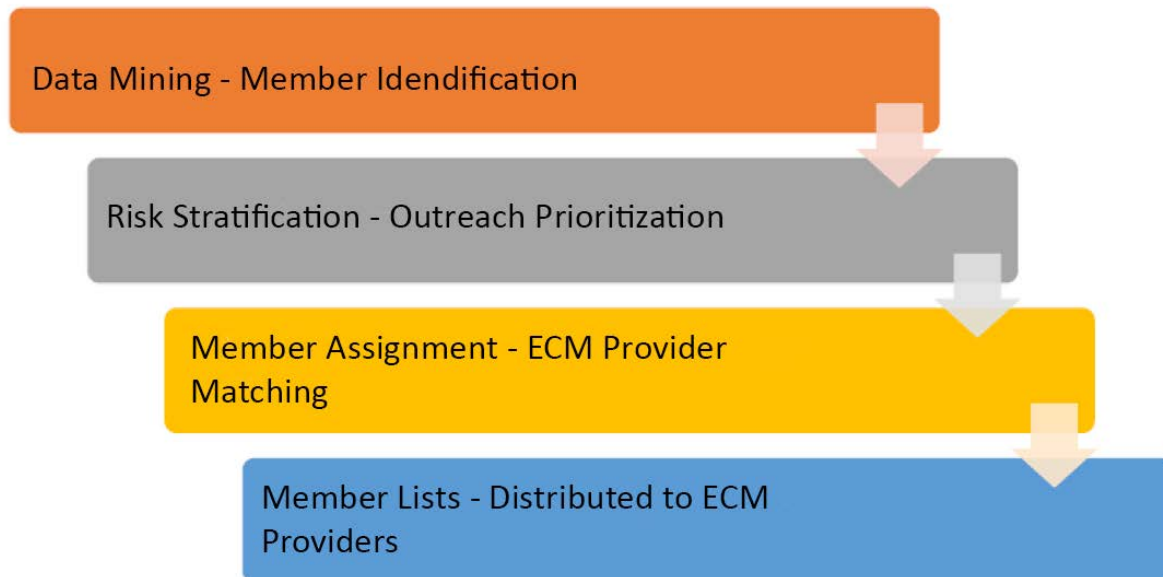 Data Mining - Member Idendification
Risk Stratification - Outreach Prioritization
Member Assignment - ECM Provider
Matching
Member Lists - Distributed to ECM
Providers